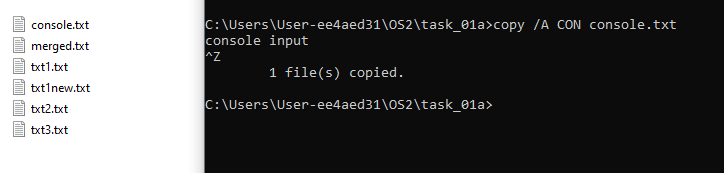 console.txt
merged.txt
txt1.txt
txt1new.txt
txt2.txt
txt3.txt
C:\Users\User-ee4aed31\OS2\task_01a>copy /A CON console.txt
console input
^Z
        1 file(s) copied.
C:\Users\User-ee4aed31\OS2\task_01a>